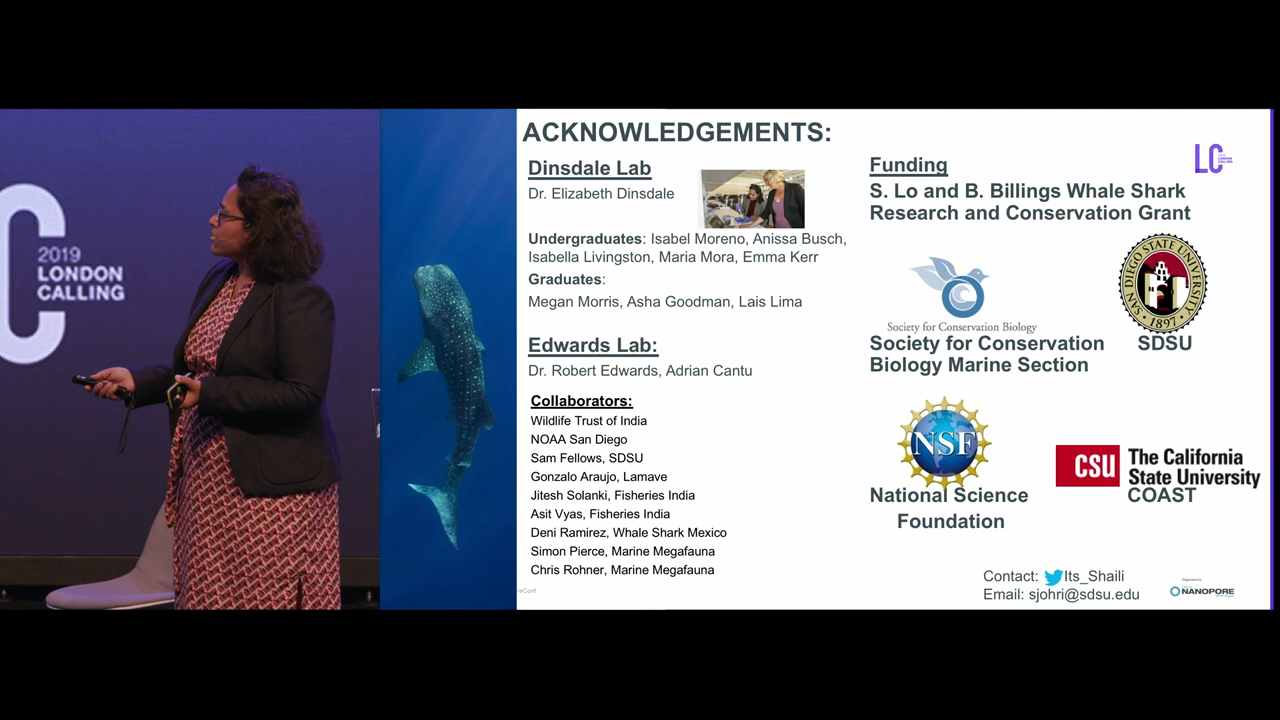 C
2019
LONDON
CALLING
ACKNOWLEDGEMENTS:
Dinsdale Lab
Dr. Elizabeth Dinsdale
Undergraduates: Isabel Moreno, Anissa Busch,
Isabella Livingston, Maria Mora, Emma Kerr
Graduates:
Megan Morris, Asha Goodman, Lais Lima
Edwards Lab:
Dr. Robert Edwards, Adrian Cantu
Collaborators:
Wildlife Trust of India
NOAA San Diego
Sam Fellows, SDSU
Gonzalo Araujo, Lamave
Jitesh Solanki, Fisheries India
Asit Vyas, Fisheries India
Deni Ramirez, Whale Shark Mexico
Simon Pierce, Marine Megafauna
Chris Rohner, Marine Megafauna
reConf
LC
LONDON
CALLING
Funding
S. Lo and B. Billings Whale Shark
Research and Conservation Grant
Society for Conservation Biology
Society for Conservation
Biology Marine Section
SAN DIEGO STATE UNIVERSITY
1897
SDSU
NSF
National Science
Foundation
CSU
The California
State University
COAST
Contact: Its_Shaili
Email: sjohri@sdsu.edu
Organised by
NANOPORE